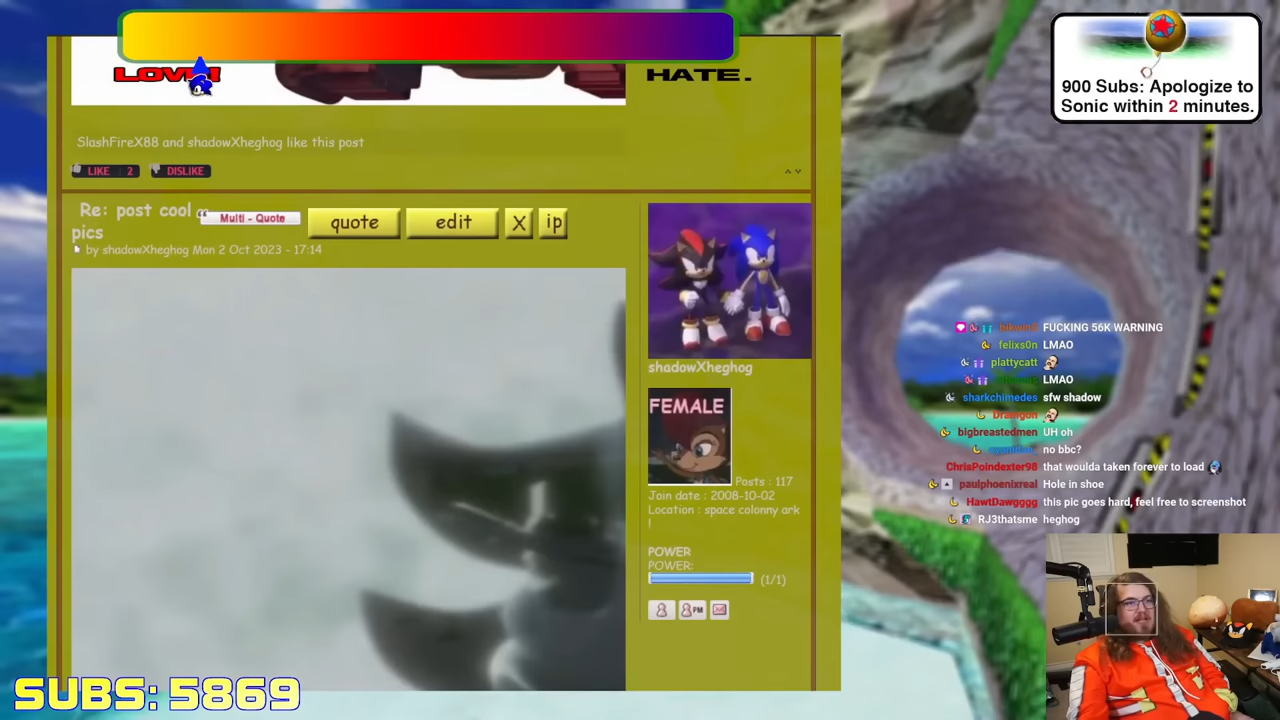 LOVE!
HATE.
SlashFireX88 and shadowXheghog like this post
LIKE 2 DISLIKE
Re: post cool pics
Multi - Quote quote edit X ip
by shadowXheghog Mon 2 Oct 2023 - 17:14
shadowXheghog
FEMALE
Posts : 117
Join date : 2008-10-02
Location : space colonny ark
!
POWER
POWER:
(1/1)
PM
900 Subs: Apologize to
Sonic within 2 minutes.
FUCKING 56K WARNING
felixs0n LMAO
plattycatt
LMAO
sharkchimedes sfw shadow
Draingon
bigbreastedmen UH oh
no bbc?
ChrisPoindexter98 that woulda taken forever to load
paulphoenixreal Hole in shoe
HawtDawgggg this pic goes hard, feel free to screenshot
RJ3thatsme heghog
SUBS: 5869